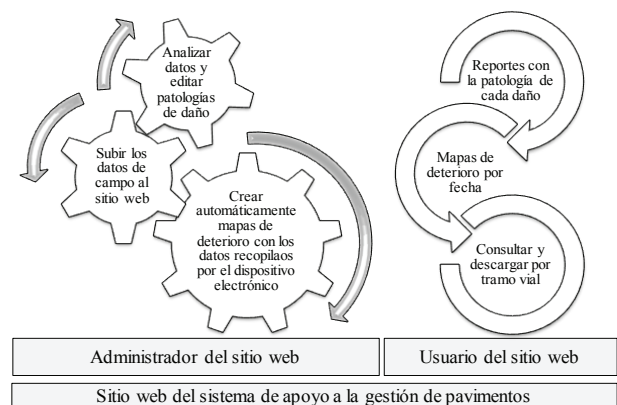 Analizar
datos y
editar
patologías
de daño
Subir los
datos de
campo al
sitio web
Crear
automáticamente
mapas de
deterioro con los
datos recopilaos
por el dispositivo
electrónico
Reportes con
la patología de
cada daño
Mapas de
deterioro por
fecha
Consultar y
descargar por
tramo vial
Administrador del sitio web
Usuario del sitio web
Sitio web del sistema de apoyo a la gestión de pavimentos